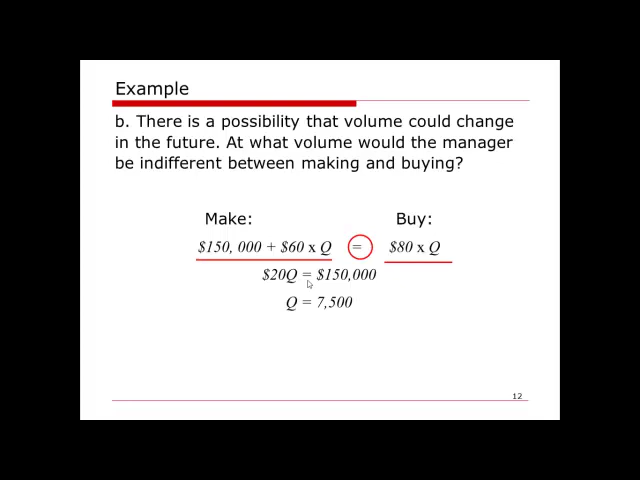 Example
b. There is a possibility that volume could change
in the future. At what volume would the manager
be indifferent between making and buying?
Make: Buy:
$150, 000 + $60 x Q = $80 x Q
$20Q = $150,000
Q = 7,500
12